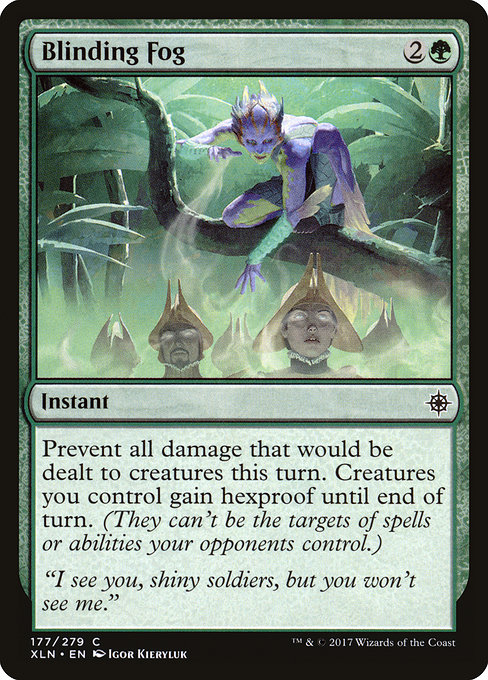 Blinding Fog 2
Instant
Prevent all damage that would be
dealt to creatures this turn. Creatures
you control gain hexproof until end of
turn. (They can't be the targets of spells
or abilities your opponents control.)
"I see you, shiny soldiers, but you won't
see me."
177/279 C
™ & © 2017 Wizards of the Coast
XLN • EN Igor Kieryluk